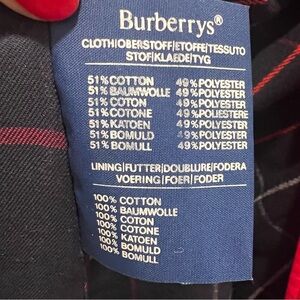 Burberrys®
CLOTH|OBERSTOFF|ETOFFE|TESSUTO
STOF|KLAEDE|TYG
51% COTTON 49% POLYESTER
51% BAUMWOLLE 49% POLYESTER
51% COTON 49% POLYESTER
51% COTONE 49% POLIESTERE
51% KATOEN 49% POLYESTER
51% BOMULD 49% POLYESTER
51% BOMULL 49% POLYESTER
LINING|FUTTER|DOUBLURE|FODERA
VOERING|FOER|FODER
100% COTTON
100% BAUMWOLLE
100% COTON
100% COTONE
100% KATOEN
100% BOMULD
100% BOMULL